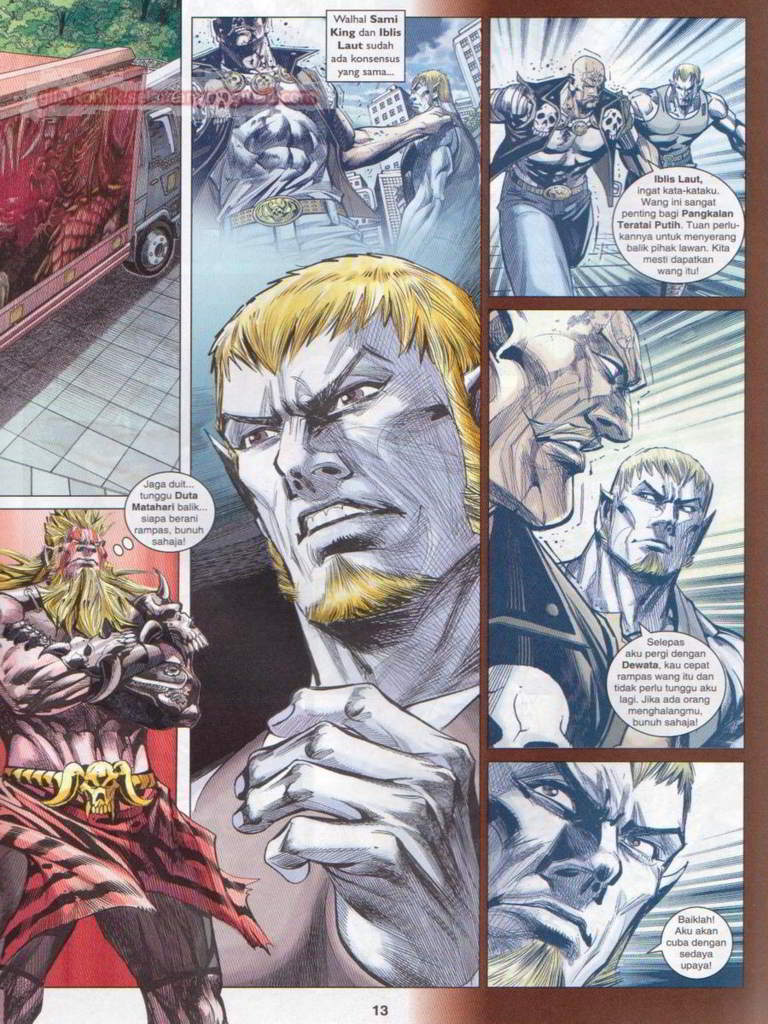 Walhal Sami
King dan Iblis
Laut sudah
ada konsensus
yang sama...
Jaga duit...
tunggu Duta
Matahari balik...
siapa berani
rampas, bunuh
sahaja!
Iblis Laut,
ingat kata-kataku.
Wang ini sangat
penting bagi Pangkalan
Teratai Putih. Tuan perlu-
kannya untuk menyerang
balik pihak lawan. Kita
mesti dapatkan
wang itu!
Selepas
aku pergi dengan
Dewata, kau cepat
rampas wang itu dan
tidak perlu tunggu aku
lagi. Jika ada orang
menghalangmu,
bunuh sahaja!
Baiklah!
Aku akan
cuba dengan
sedaya
upaya!
13